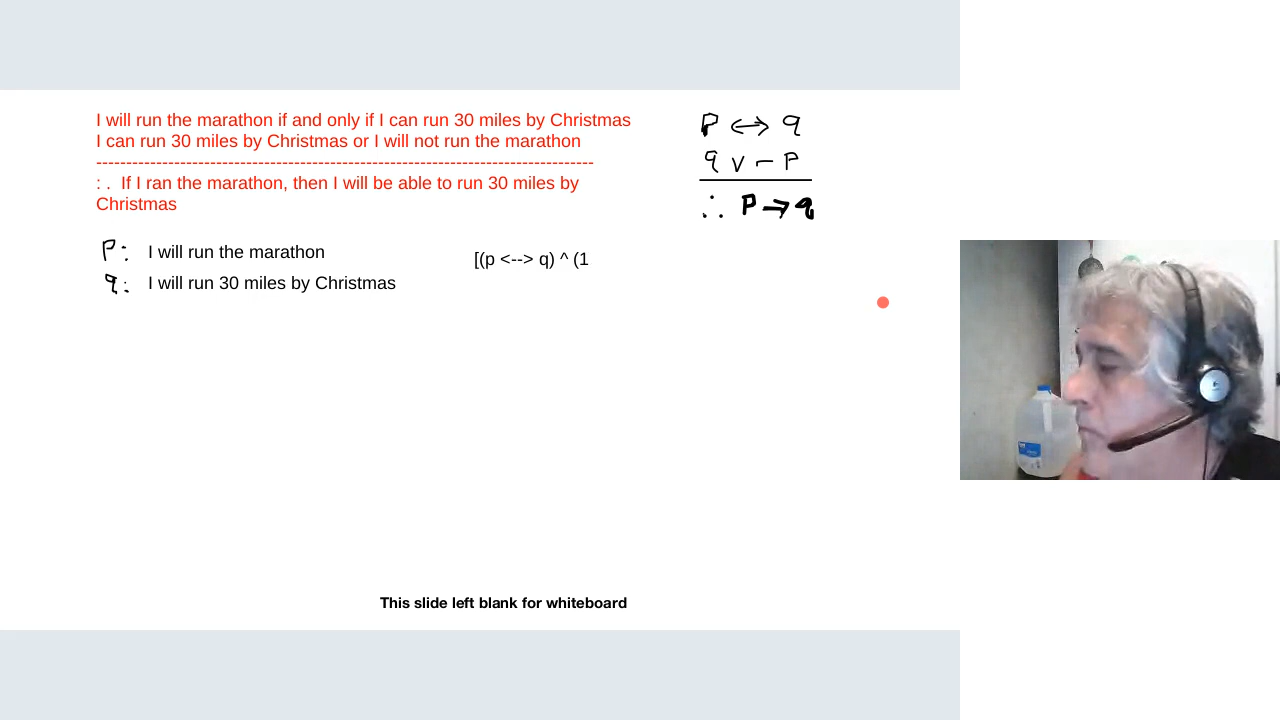 I will run the marathon if and only if I can run 30 miles by Christmas
I can run 30 miles by Christmas or I will not run the marathon
-----------------------------------------------------------------------------------
: . If I ran the marathon, then I will be able to run 30 miles by
Christmas
P ↔ q
q ∨ ¬ P
∴ P → q
P: I will run the marathon
q: I will run 30 miles by Christmas
[(p <--> q) ^ (1
This slide left blank for whiteboard